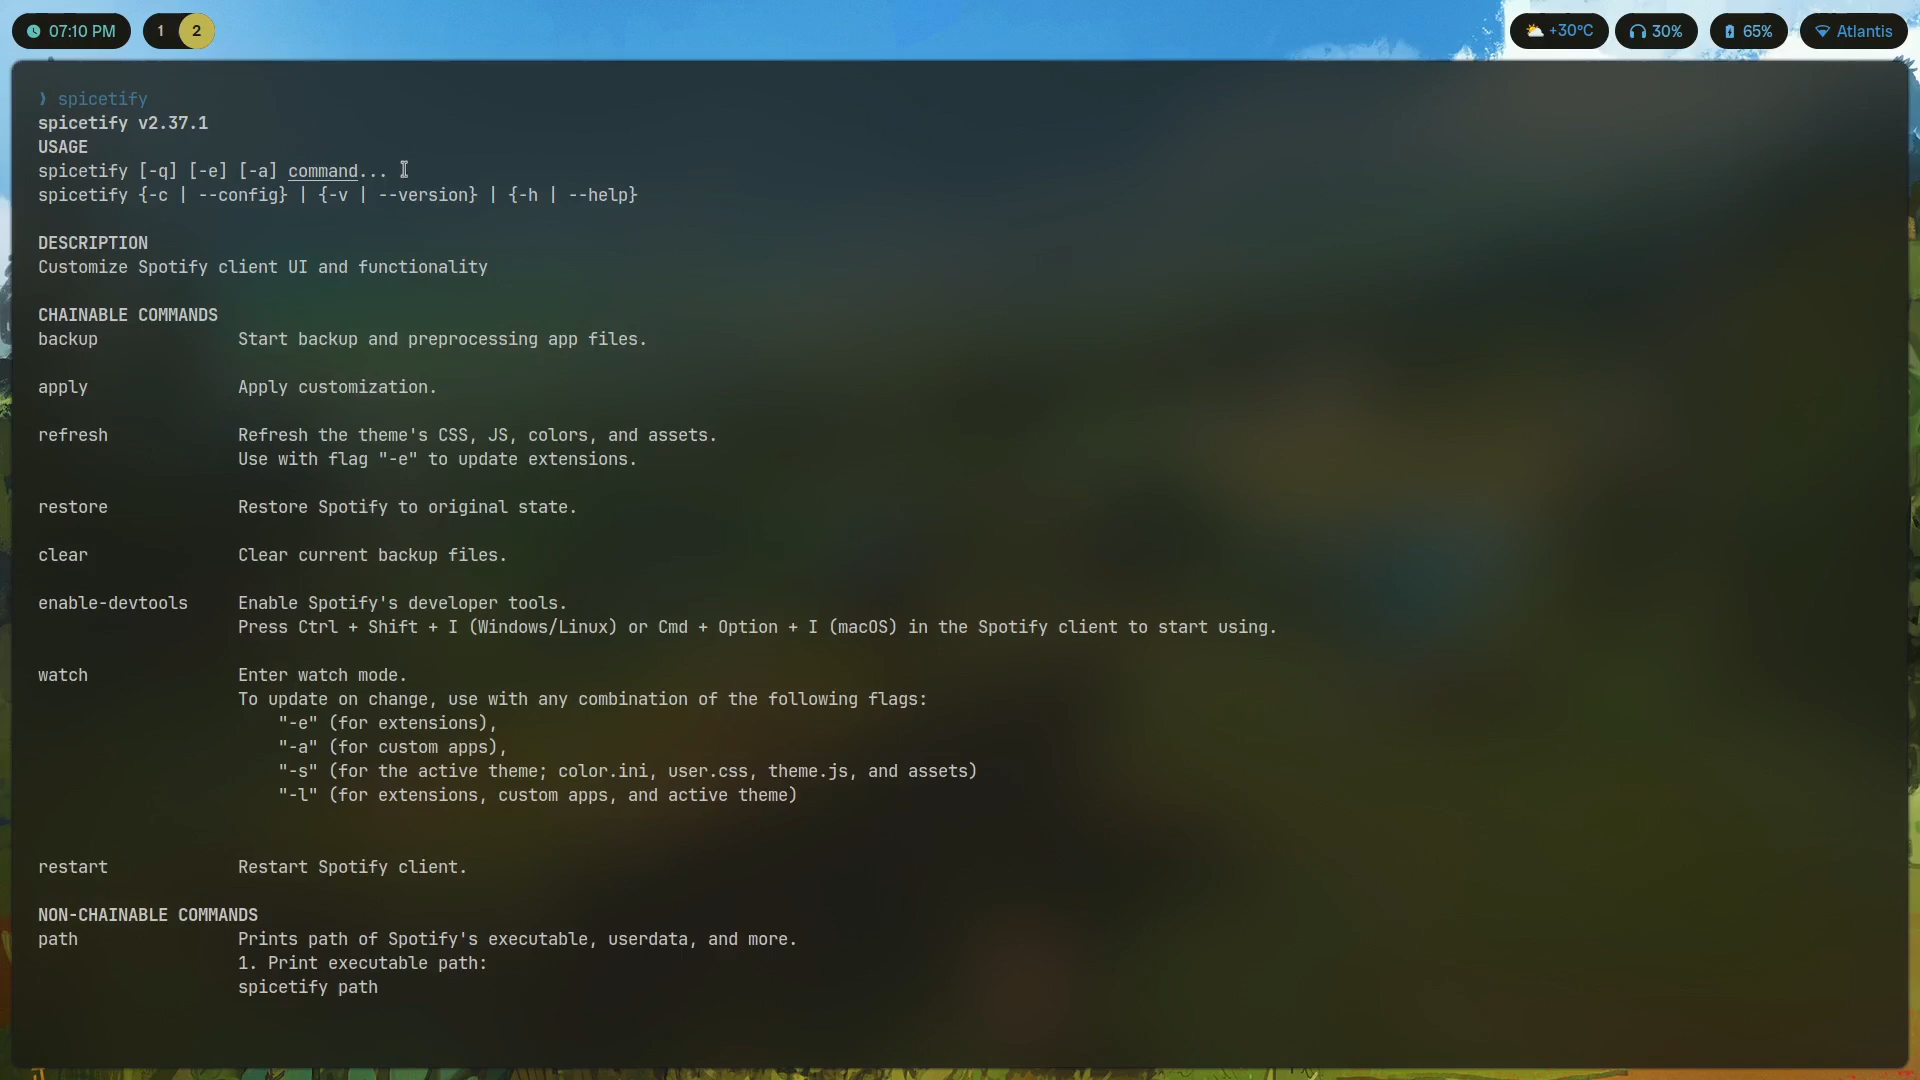 07:10 PM
1 2
+30°C
30%
65%
Atlantis
❯ spicetify
spicetify v2.37.1
USAGE
spicetify [-q] [-e] [-a] command...
spicetify {-c | --config} | {-v | --version} | {-h | --help}
DESCRIPTION
Customize Spotify client UI and functionality
CHAINABLE COMMANDS
backup Start backup and preprocessing app files.
apply Apply customization.
refresh Refresh the theme's CSS, JS, colors, and assets.
Use with flag "-e" to update extensions.
restore Restore Spotify to original state.
clear Clear current backup files.
enable-devtools Enable Spotify's developer tools.
Press Ctrl + Shift + I (Windows/Linux) or Cmd + Option + I (macOS) in the Spotify client to start using.
watch Enter watch mode.
To update on change, use with any combination of the following flags:
"-e" (for extensions),
"-a" (for custom apps),
"-s" (for the active theme; color.ini, user.css, theme.js, and assets)
"-l" (for extensions, custom apps, and active theme)
restart Restart Spotify client.
NON-CHAINABLE COMMANDS
path Prints path of Spotify's executable, userdata, and more.
1. Print executable path:
spicetify path